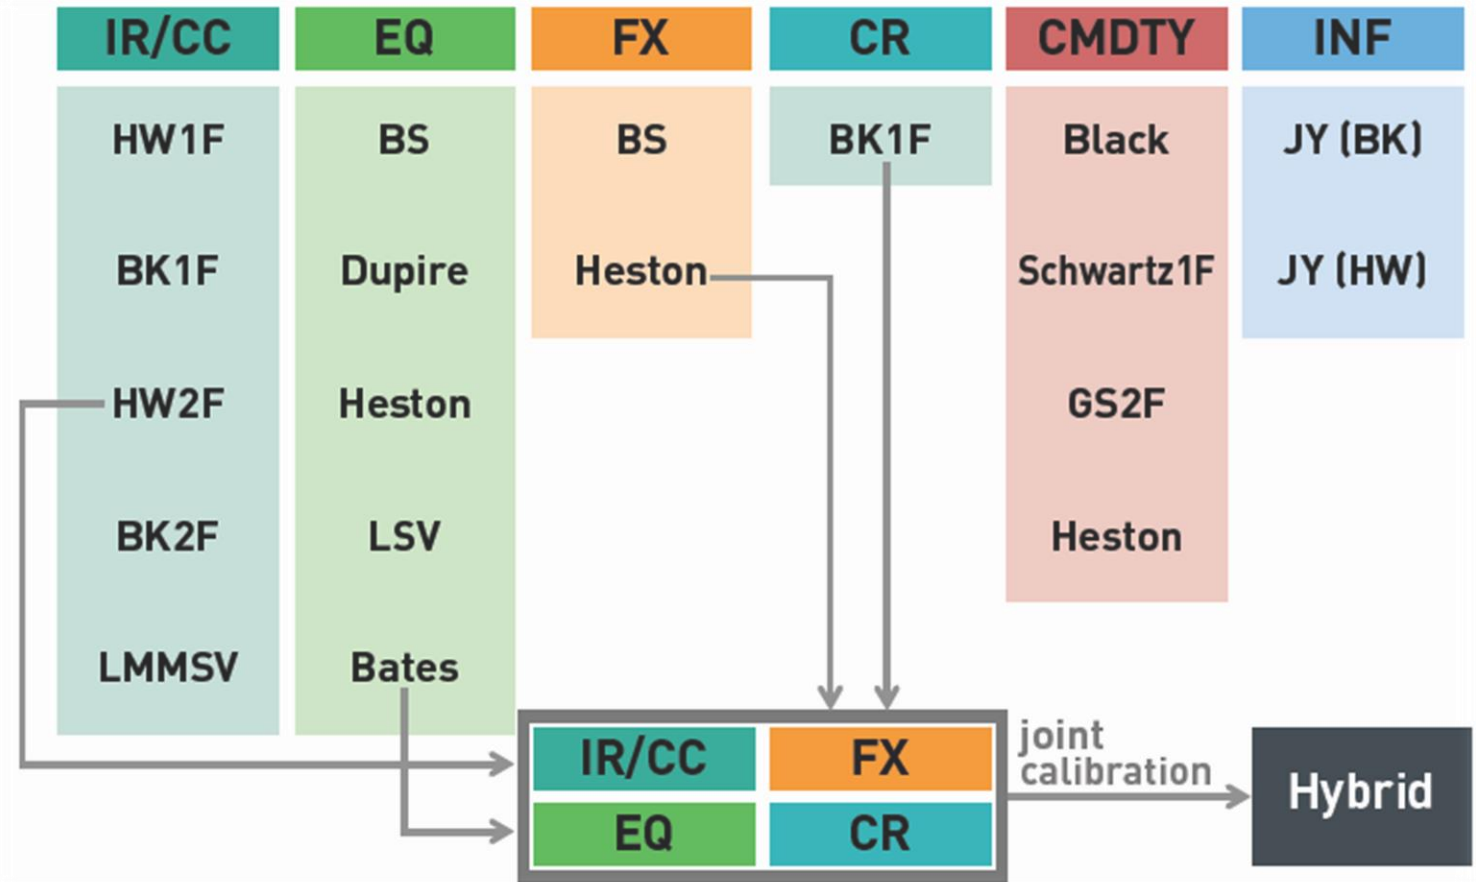 IR/CC EQ FX CR CMDTY INF
HW1F BS BS BK1F Black JY (BK)
BK1F Dupire Heston Schwartz1F JY (HW)
HW2F Heston GS2F
BK2F LSV Heston
LMMSV Bates
IR/CC FX
EQ CR
joint
calibration
Hybrid